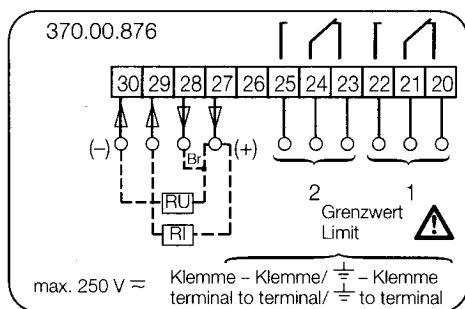 370.00.876
30 29 28 27 26 25 24 23 22 21 20
(–) Br (+)
RU
RI
2 1
Grenzwert
Limit
max. 250 V ≂ Klemme – Klemme/ ⏚ – Klemme
terminal to terminal/ ⏚ to terminal